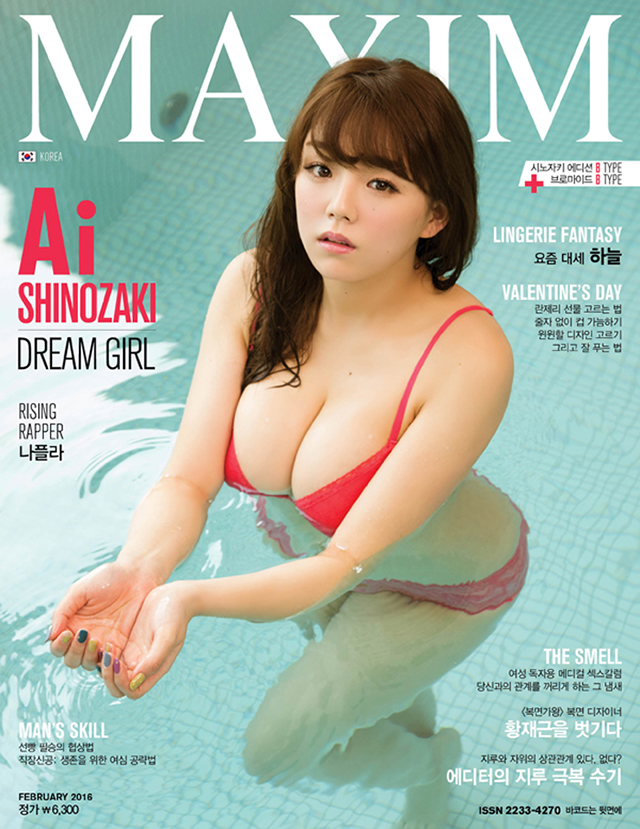 MAXIM
KOREA
시노자키 에디션 B TYPE
브로마이드 B TYPE
Ai
SHINOZAKI
DREAM GIRL
RISING
RAPPER
나플라
LINGERIE FANTASY
요즘 대세 하늘
VALENTINE'S DAY
란제리 선물 고르는 법
줄자 없이 컵 가늠하기
윈윈할 디자인 고르기
그리고 잘 푸는 법
THE SMELL
여성 독자용 메디컬 섹스칼럼
당신과의 관계를 꺼리게 하는 그 냄새
<복면가왕> 복면 디자이너
황재근을 벗기다
지루와 자위의 상관관계 있다, 없다?
에디터의 지루 극복 수기
MAN'S SKILL
선빵 필승의 협상법
직장신공: 생존을 위한 여심 공략법
FEBRUARY 2016
정가 ₩6,300
ISSN 2233-4270 바코드는 뒷면에